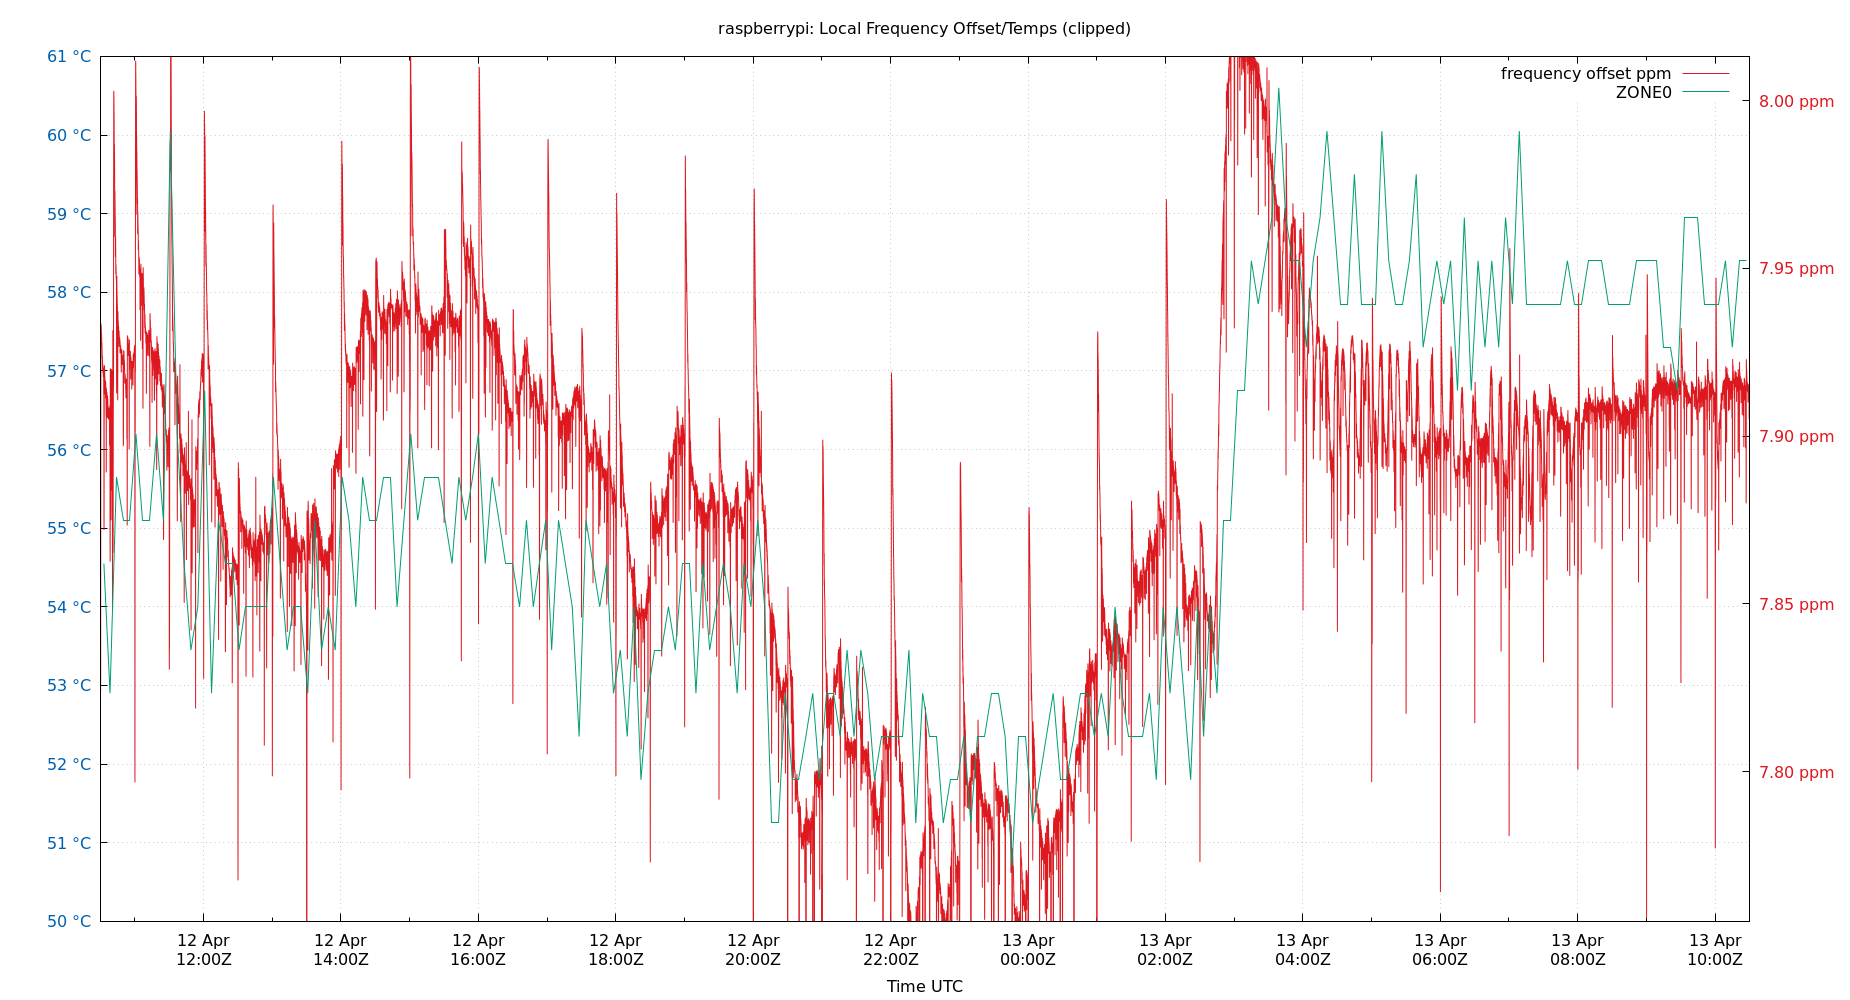 raspberrypi: Local Frequency Offset/Temps (clipped)
61 °C
60 °C
59 °C
58 °C
57 °C
56 °C
55 °C
54 °C
53 °C
52 °C
51 °C
50 °C
frequency offset ppm
ZONE0
8.00 ppm
7.95 ppm
7.90 ppm
7.85 ppm
7.80 ppm
12 Apr
12:00Z
12 Apr
14:00Z
12 Apr
16:00Z
12 Apr
18:00Z
12 Apr
20:00Z
12 Apr
22:00Z
13 Apr
00:00Z
13 Apr
02:00Z
13 Apr
04:00Z
13 Apr
06:00Z
13 Apr
08:00Z
13 Apr
10:00Z
Time UTC